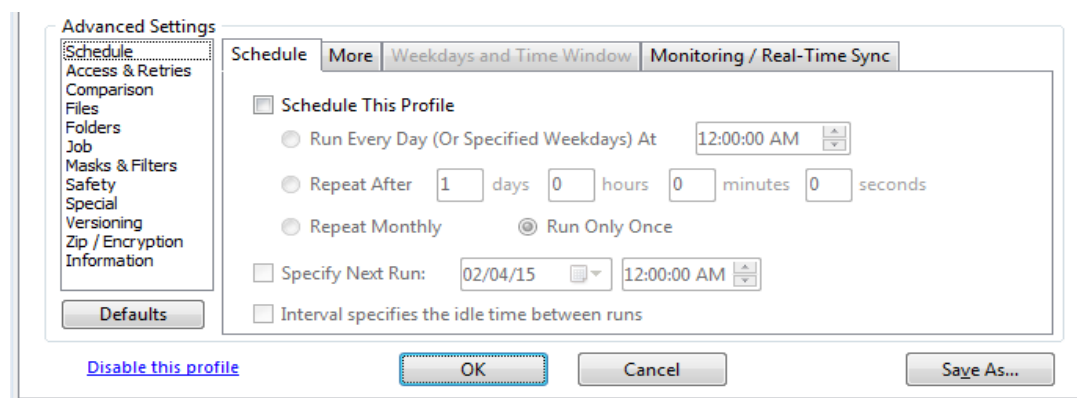 Advanced Settings
Schedule
Access & Retries
Comparison
Files
Folders
Job
Masks & Filters
Safety
Special
Versioning
Zip / Encryption
Information
Defaults
Schedule More Weekdays and Time Window Monitoring / Real-Time Sync
Schedule This Profile
Run Every Day (Or Specified Weekdays) At 12:00:00 AM
Repeat After 1 days 0 hours 0 minutes 0 seconds
Repeat Monthly Run Only Once
Specify Next Run: 02/04/15 12:00:00 AM
Interval specifies the idle time between runs
Disable this profile OK Cancel Save As...